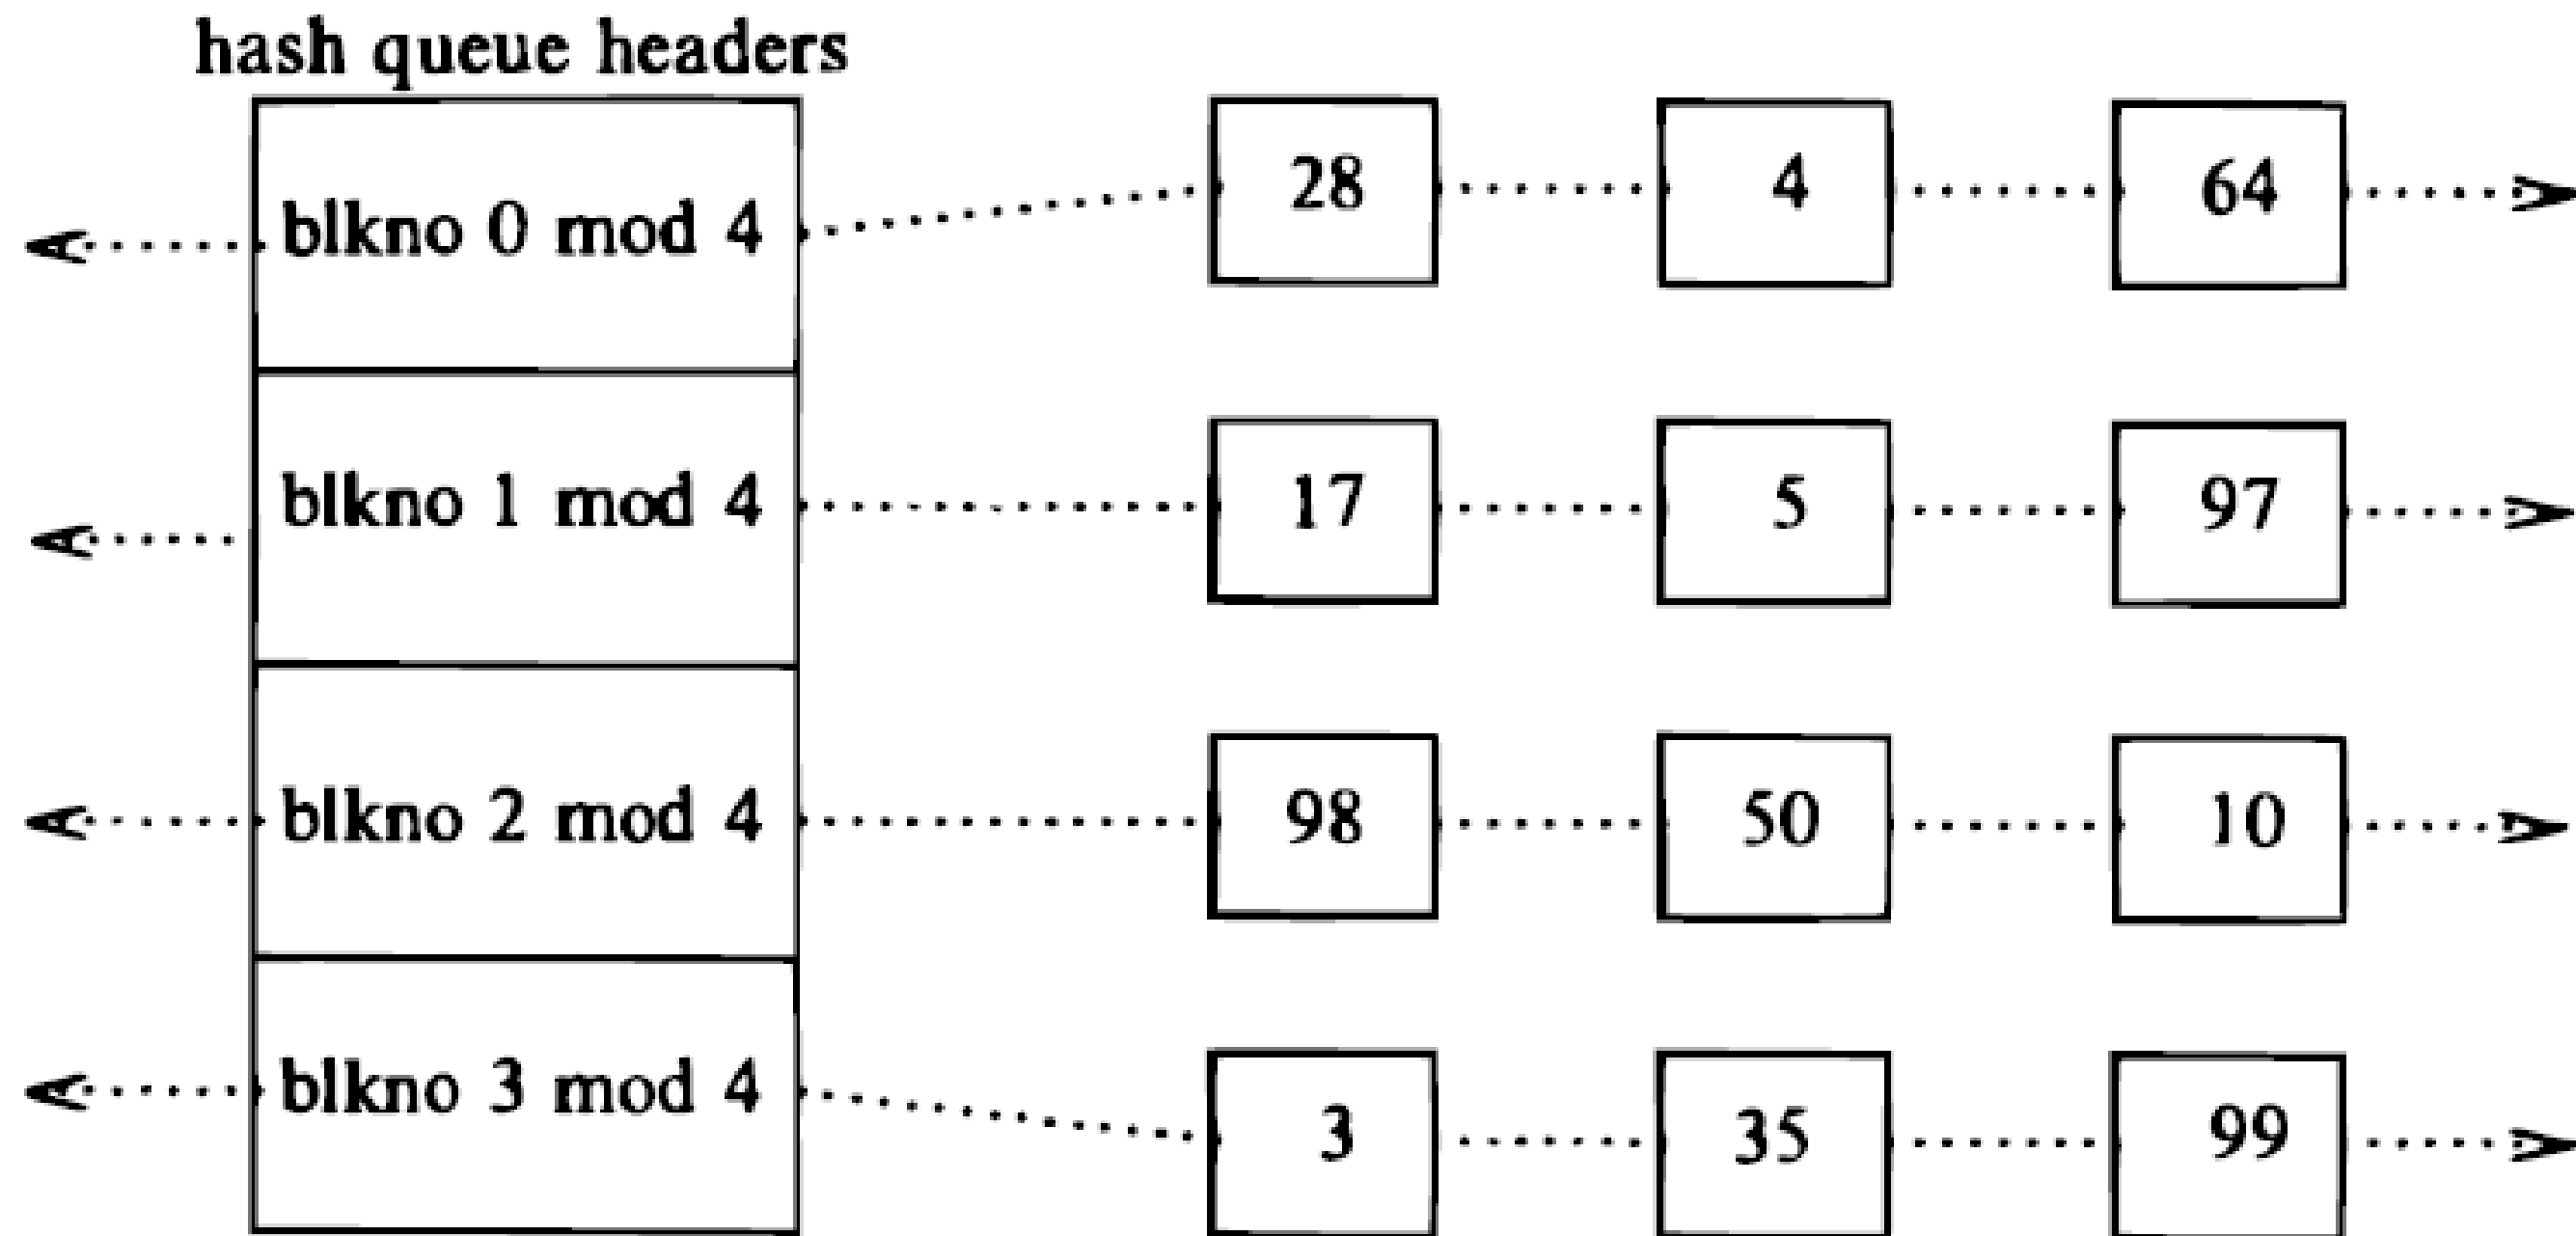 hash queue headers
blkno 0 mod 4 28 4 64
blkno 1 mod 4 17 5 97
blkno 2 mod 4 98 50 10
blkno 3 mod 4 3 35 99